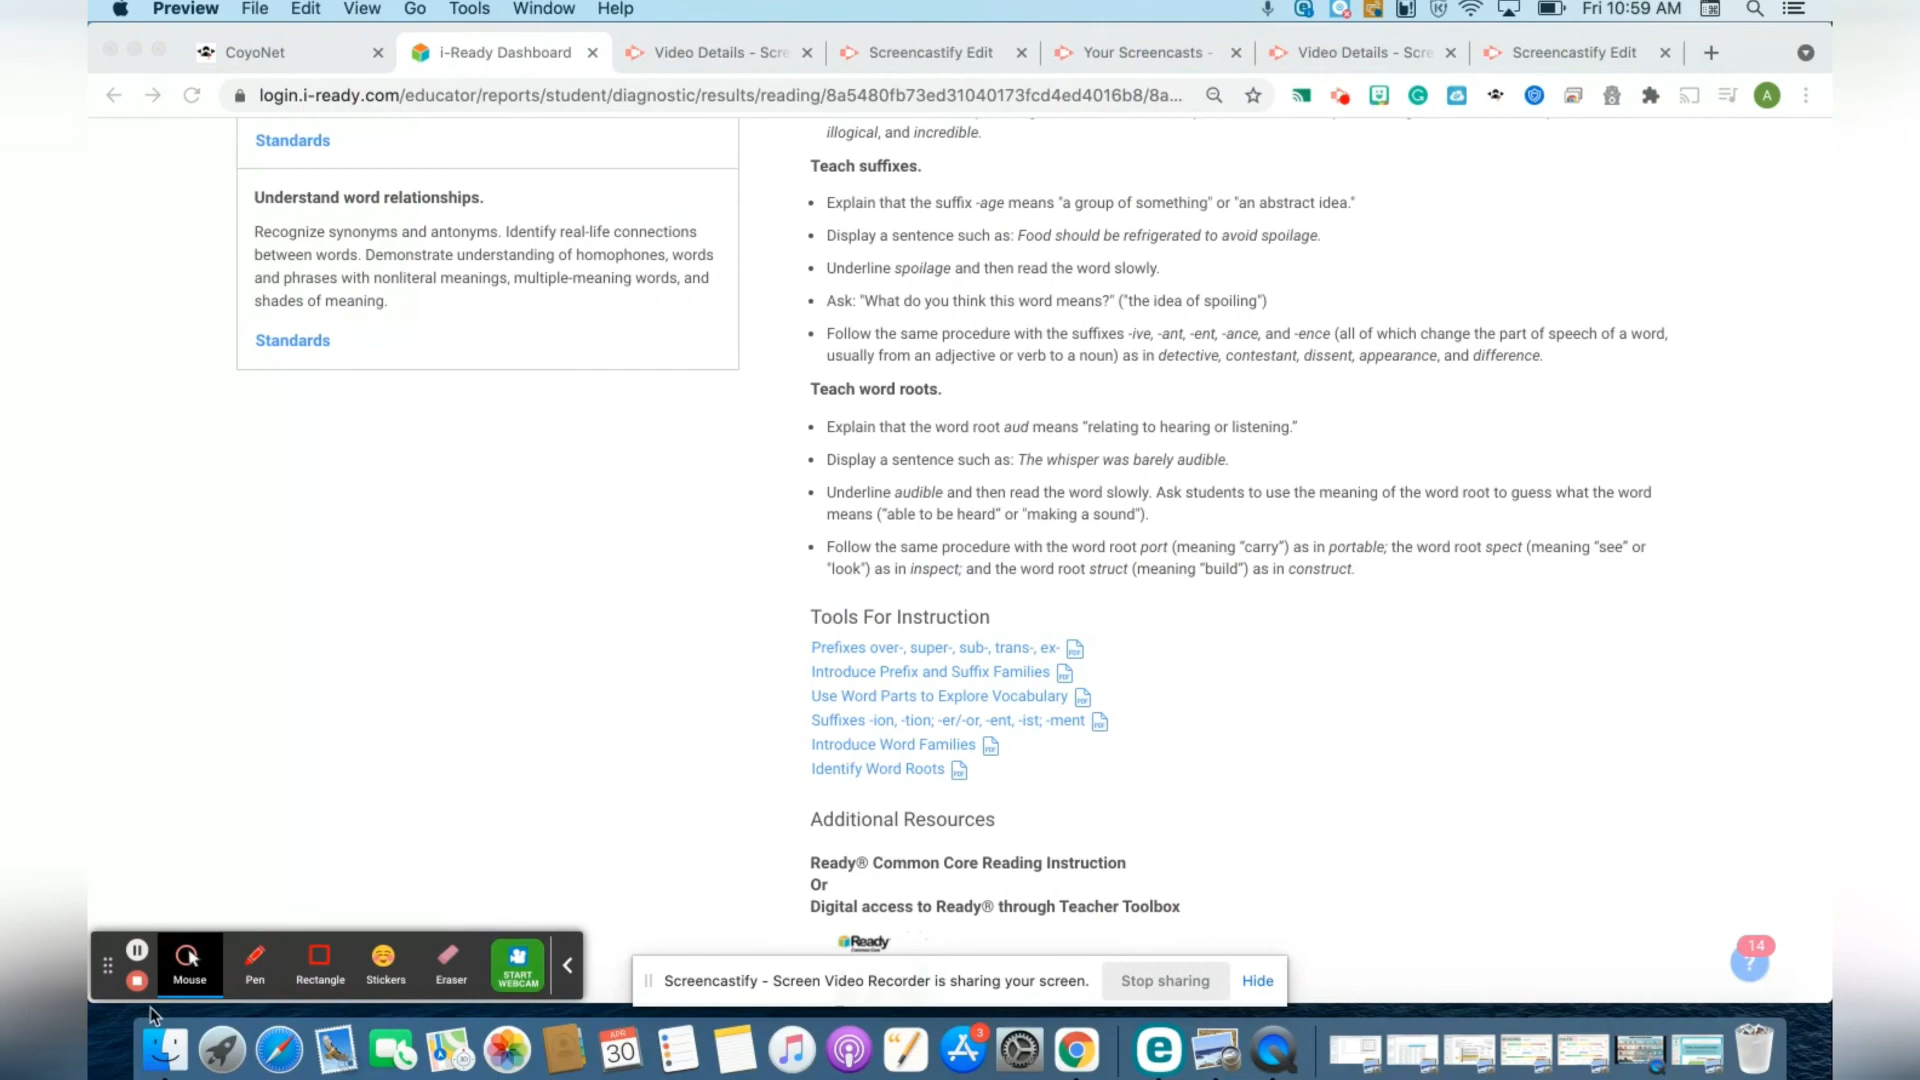 Preview File Edit View Go Tools Window Help
Fri 10:59 AM
CoyoNet
i-Ready Dashboard
Video Details - Scre
Screencastify Edit
Your Screencasts -
Video Details - Scre
Screencastify Edit
login.i-ready.com/educator/reports/student/diagnostic/results/reading/8a5480fb73ed31040173fcd4ed4016b8/8a...
A
Standards
Understand word relationships.
Recognize synonyms and antonyms. Identify real-life connections
between words. Demonstrate understanding of homophones, words
and phrases with nonliteral meanings, multiple-meaning words, and
shades of meaning.
Standards
illogical, and incredible.
Teach suffixes.
• Explain that the suffix -age means "a group of something" or "an abstract idea."
• Display a sentence such as: Food should be refrigerated to avoid spoilage.
• Underline spoilage and then read the word slowly.
• Ask: "What do you think this word means?" ("the idea of spoiling")
• Follow the same procedure with the suffixes -ive, -ant, -ent, -ance, and -ence (all of which change the part of speech of a word,
usually from an adjective or verb to a noun) as in detective, contestant, dissent, appearance, and difference.
Teach word roots.
• Explain that the word root aud means “relating to hearing or listening.”
• Display a sentence such as: The whisper was barely audible.
• Underline audible and then read the word slowly. Ask students to use the meaning of the word root to guess what the word
means (“able to be heard” or "making a sound").
• Follow the same procedure with the word root port (meaning “carry”) as in portable; the word root spect (meaning “see” or
"look") as in inspect; and the word root struct (meaning “build”) as in construct.
Tools For Instruction
Prefixes over-, super-, sub-, trans-, ex-
Introduce Prefix and Suffix Families
Use Word Parts to Explore Vocabulary
Suffixes -ion, -tion; -er/-or, -ent, -ist; -ment
Introduce Word Families
Identify Word Roots
Additional Resources
Ready® Common Core Reading Instruction
Or
Digital access to Ready® through Teacher Toolbox
Ready
14
?
Mouse
Pen
Rectangle
Stickers
Eraser
START
WEBCAM
Screencastify - Screen Video Recorder is sharing your screen.
Stop sharing
Hide
APR
30
3